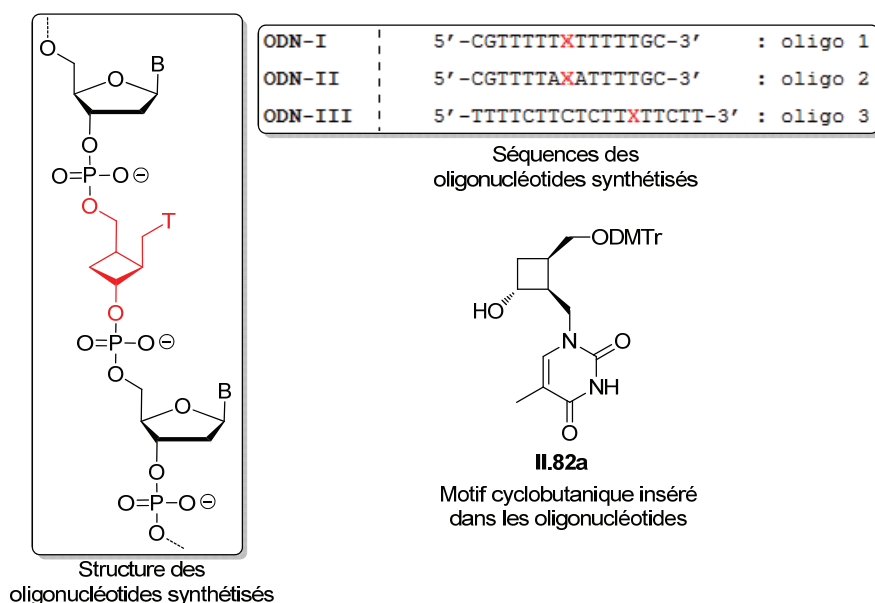 O
O
O
B
O
O=P-O⊖
O
T
O
O=P-O⊖
O
O
B
O
O=P-O⊖
O
Structure des
oligonucléotides synthétisés
ODN-I 5'-CGTTTTTXTTTTTGC-3' : oligo 1
ODN-II 5'-CGTTTTAXATTTTGC-3' : oligo 2
ODN-III 5'-TTTTCTTCTCTTXTTCTT-3' : oligo 3
Séquences des
oligonucléotides synthétisés
ODMTr
HO
N
O
NH
O
II.82a
Motif cyclobutanique inséré
dans les oligonucléotides